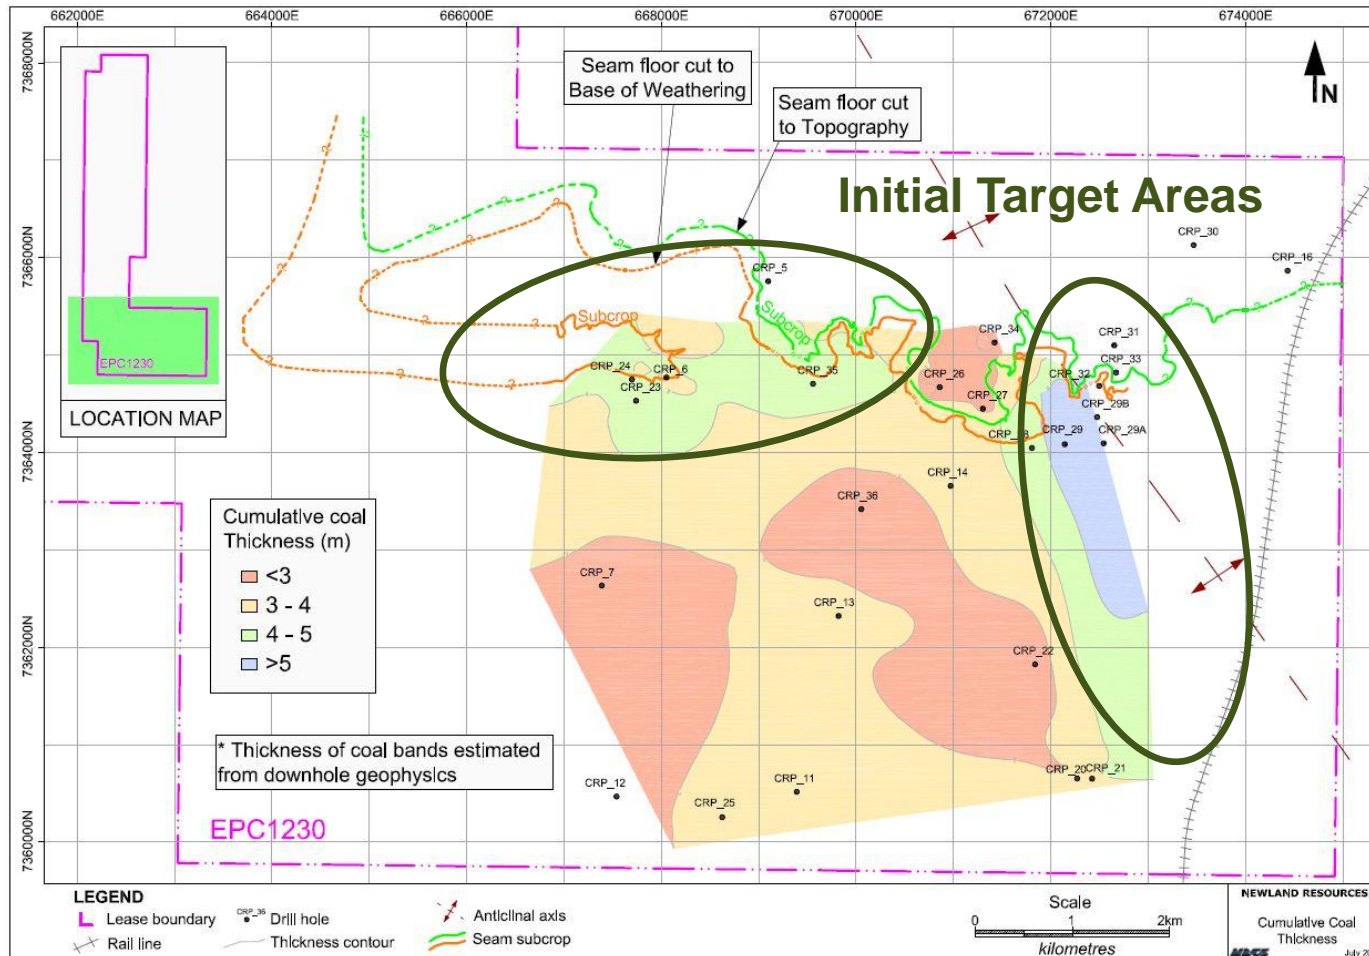 662000E 664000E 666000E 668000E 670000E 672000E 674000E
7368000N
7366000N
7364000N
7362000N
7360000N
EPC1230
LOCATION MAP
Seam floor cut to
Base of Weathering
Seam floor cut
to Topography
N
Initial Target Areas
CRP_30
CRP_16
CRP_5
Subcrop
Subcrop
CRP_34
CRP_31
CRP_33
CRP_24
CRP_6
CRP_35
CRP_26
CRP_32
CRP_23
CRP_27
CRP_29B
CRP_29
CRP_29A
CRP_14
CRP_36
CRP_7
CRP_13
CRP_22
CRP_12
CRP_11
CRP_20
CRP_21
CRP_25
Cumulative coal
Thickness (m)
<3
3 - 4
4 - 5
>5
* Thickness of coal bands estimated
from downhole geophysics
EPC1230
LEGEND
Lease boundary
CRP_36 Drill hole
Anticlinal axis
Rail line
Thickness contour
Seam subcrop
Scale
0 1 2km
kilometres
NEWLAND RESOURCES
Cumulative Coal
Thickness
July